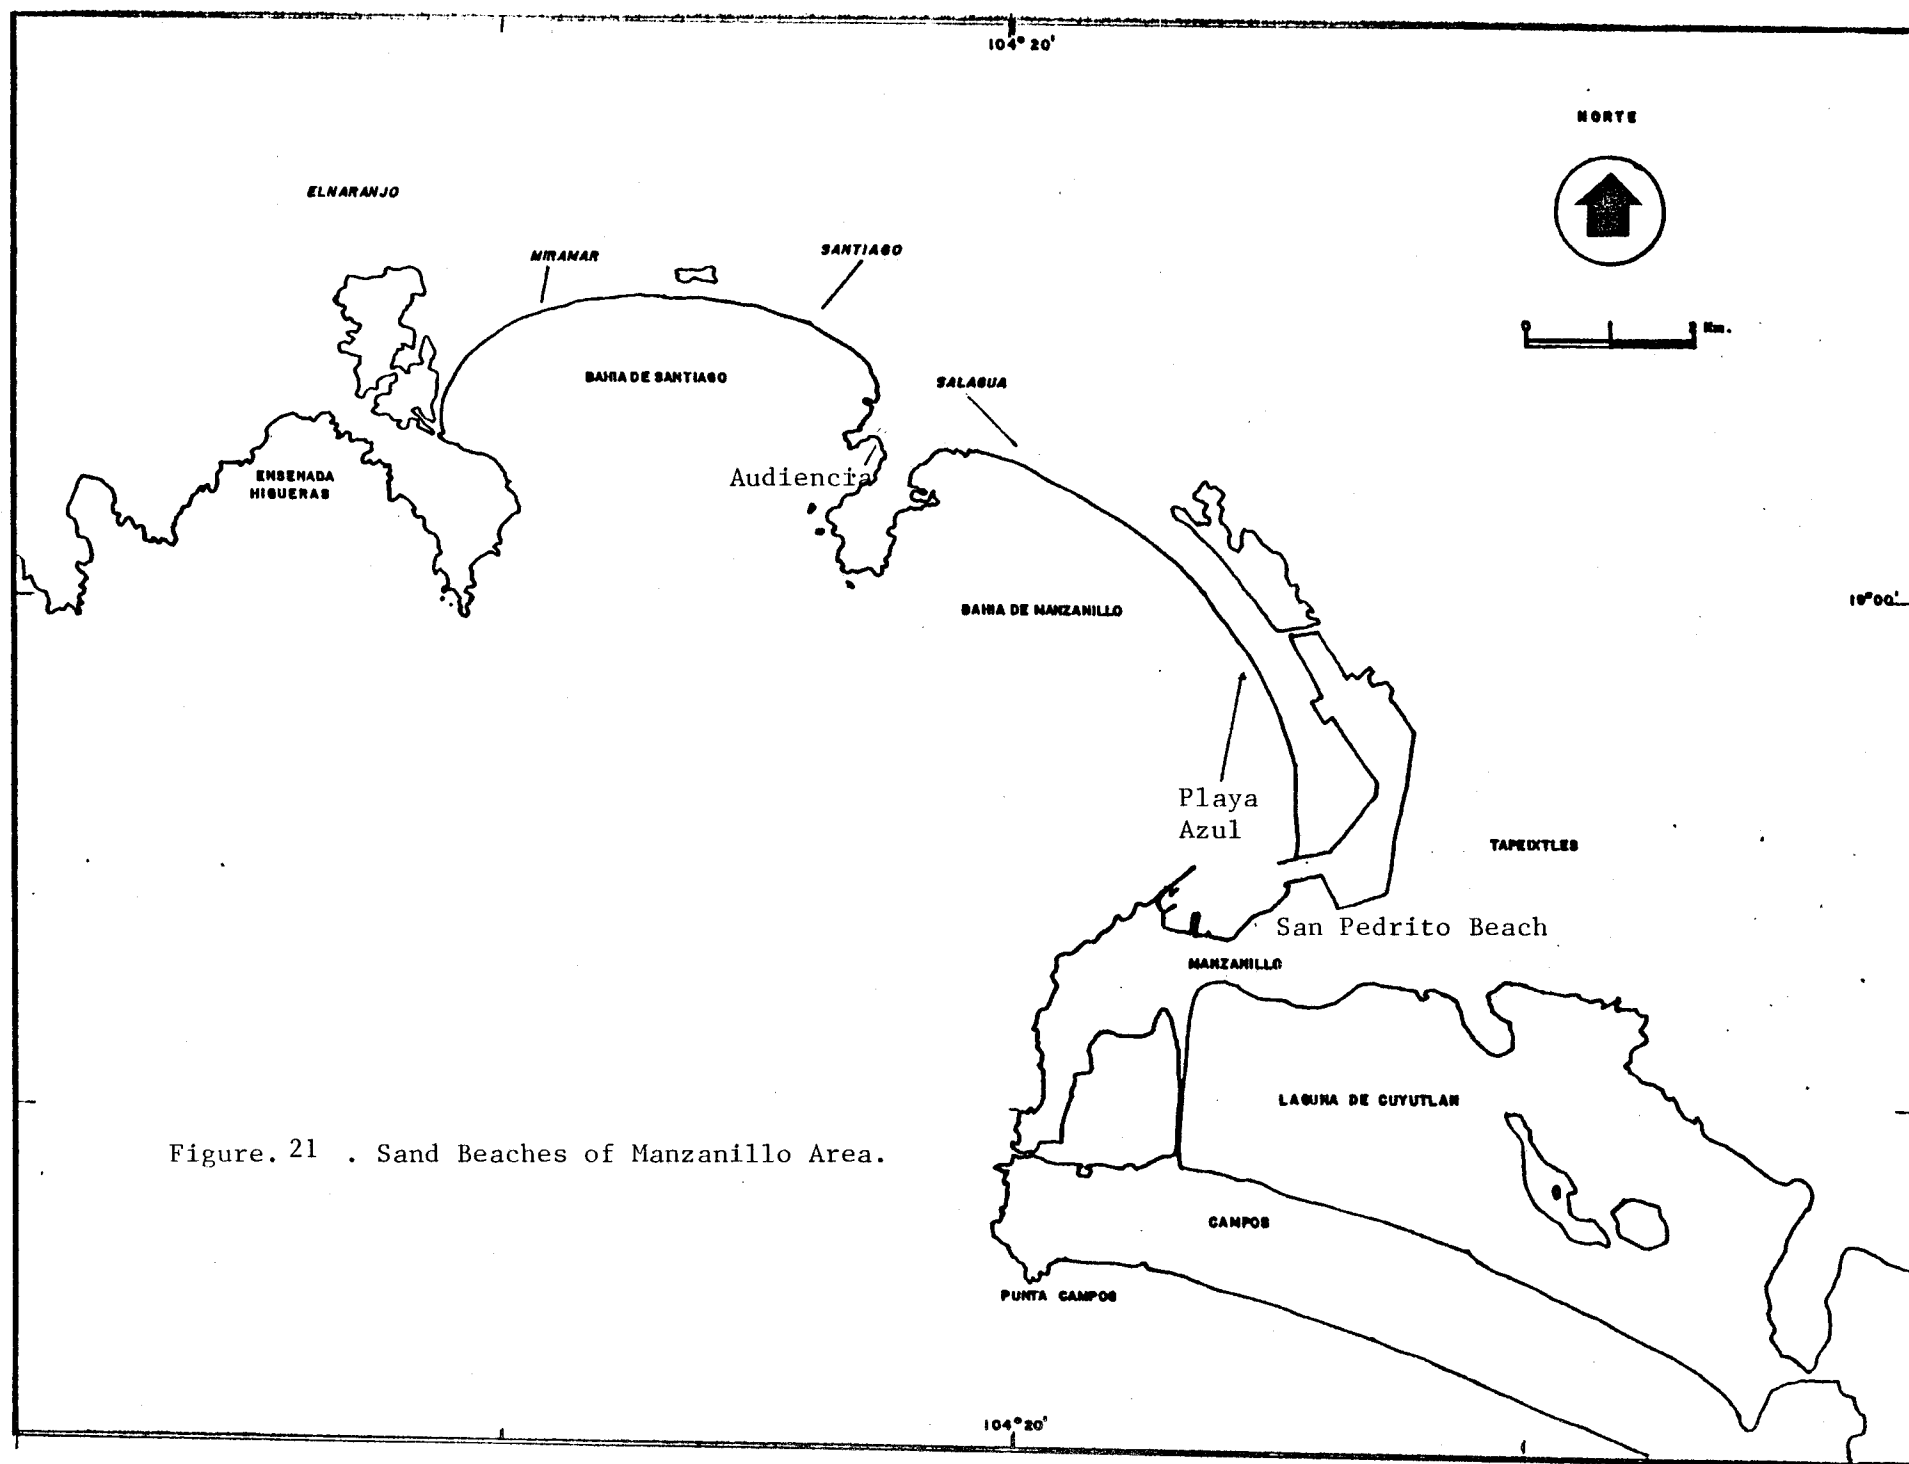 104° 20'
NORTE
ELNARANJO
MIRAMAR
SANTIAGO
0 2 Km.
BAHIA DE SANTIAGO
SALAGUA
Audiencia
ENSENADA
HIGUERAS
19°00'
BAHIA DE MANZANILLO
Playa
Azul
TAPEIXTLES
San Pedrito Beach
MANZANILLO
LAGUNA DE CUYUTLAN
Figure. 21 . Sand Beaches of Manzanillo Area.
CAMPOS
PUNTA CAMPOS
104° 20'